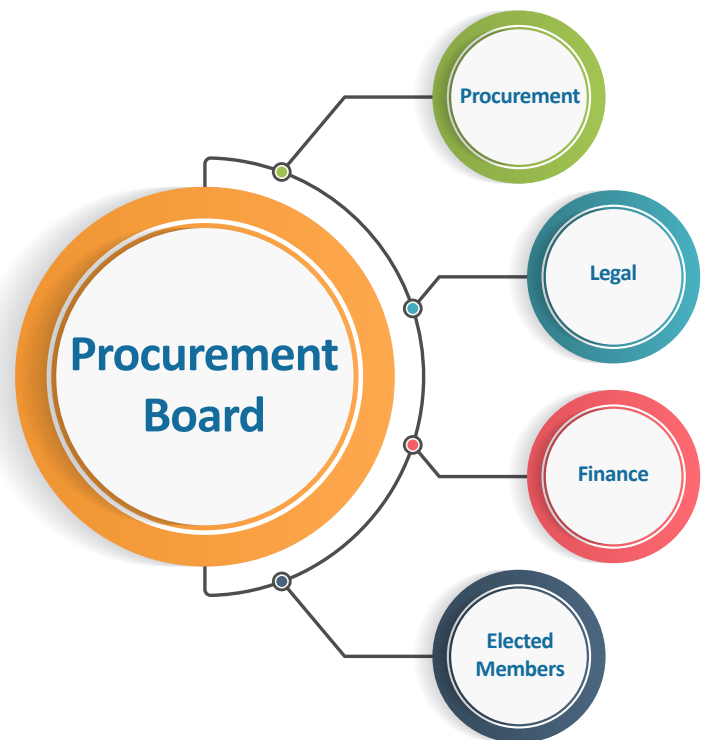 Procurement
Legal
Procurement
Board
Finance
Elected
Members